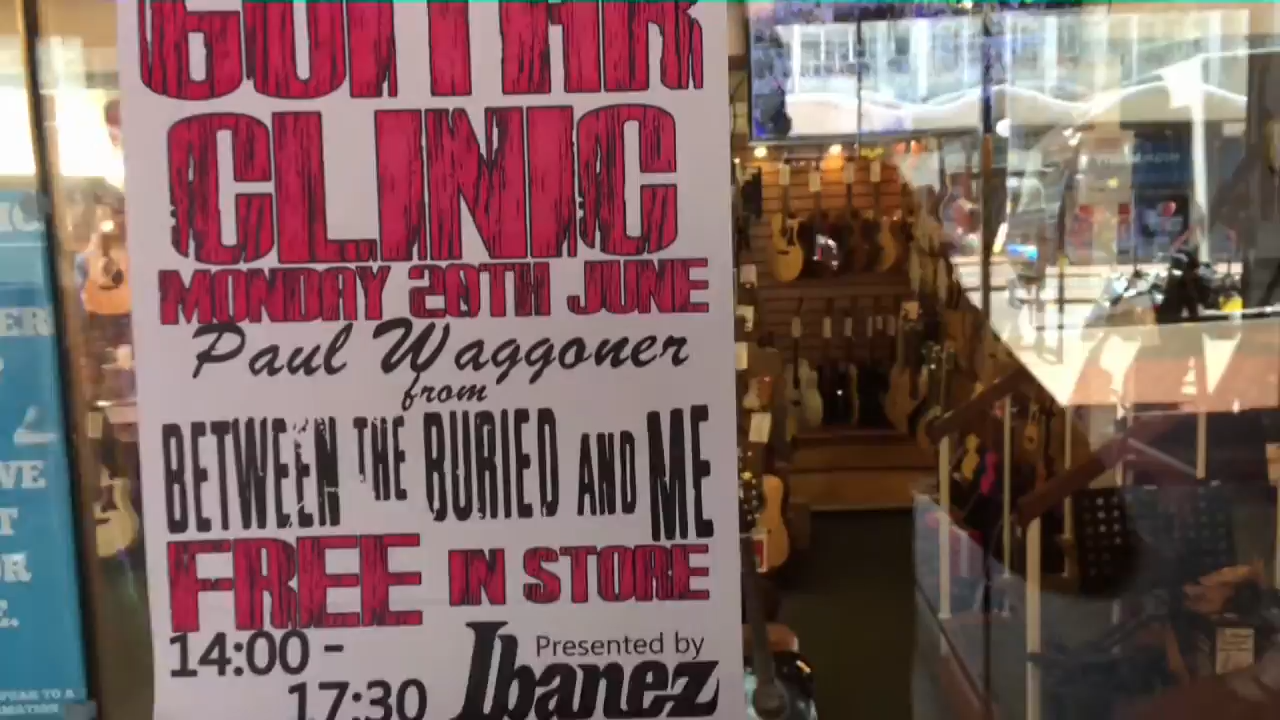 GUITAR
CLINIC
MONDAY 20TH JUNE
Paul Waggoner
from
BETWEEN THE BURIED AND ME
FREE IN STORE
14:00 -
17:30
Presented by
Ibanez